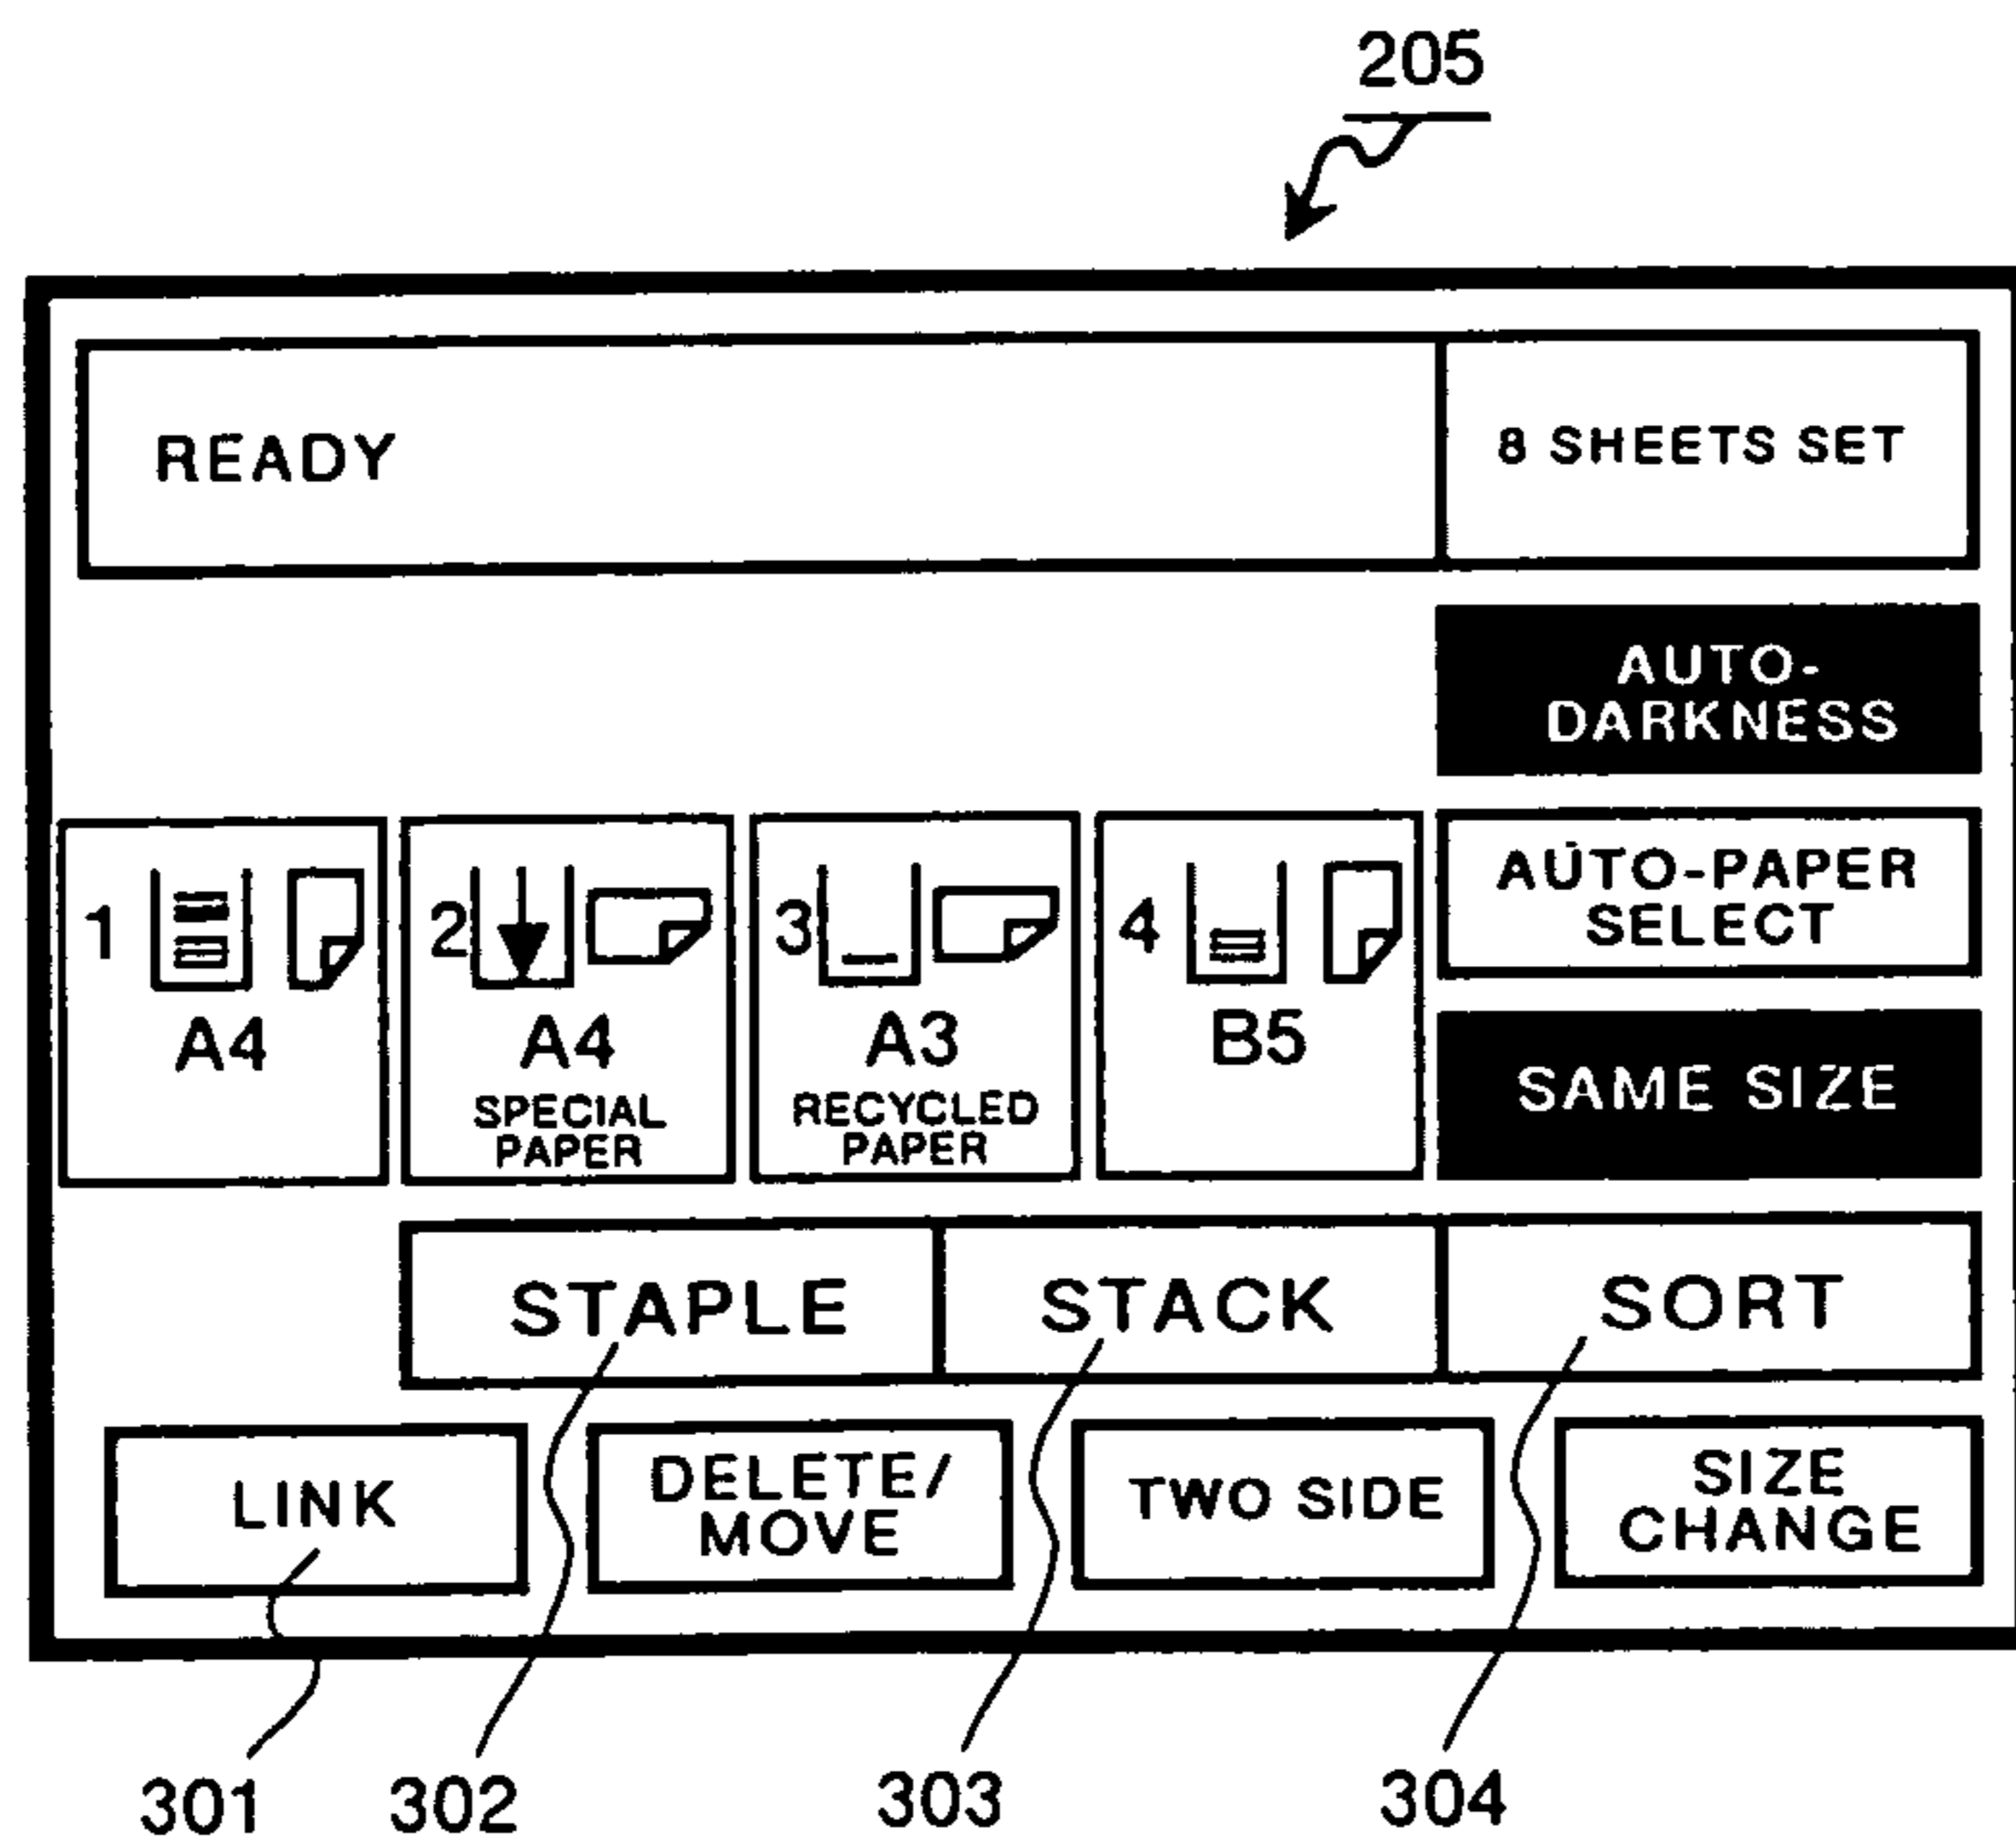 205
READY
8 SHEETS SET
AUTO-
DARKNESS
1
A4
2
A4
SPECIAL
PAPER
3
A3
RECYCLED
PAPER
4
B5
AUTO-PAPER
SELECT
SAME SIZE
STAPLE
STACK
SORT
LINK
DELETE/
MOVE
TWO SIDE
SIZE
CHANGE
301
302
303
304